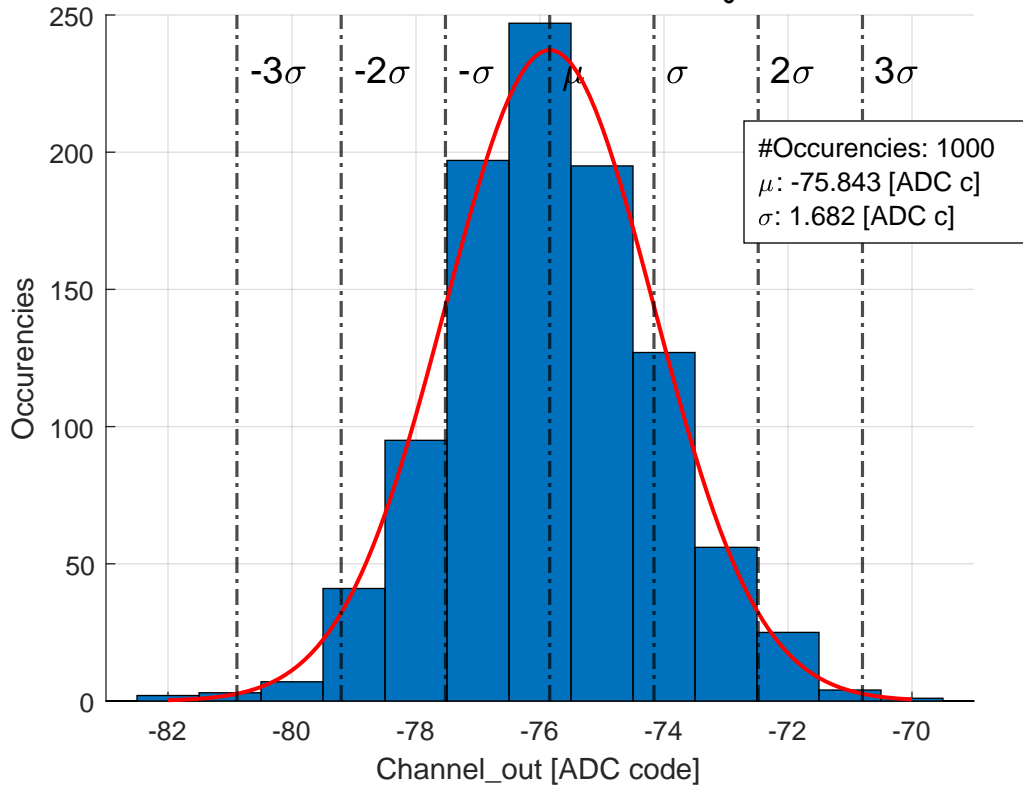 250
200
150
100
50
0
Occurencies
-3σ -2σ -σ μ σ 2σ 3σ
#Occurencies: 1000
μ: -75.843 [ADC c]
σ: 1.682 [ADC c]
-82 -80 -78 -76 -74 -72 -70
Channel_out [ADC code]